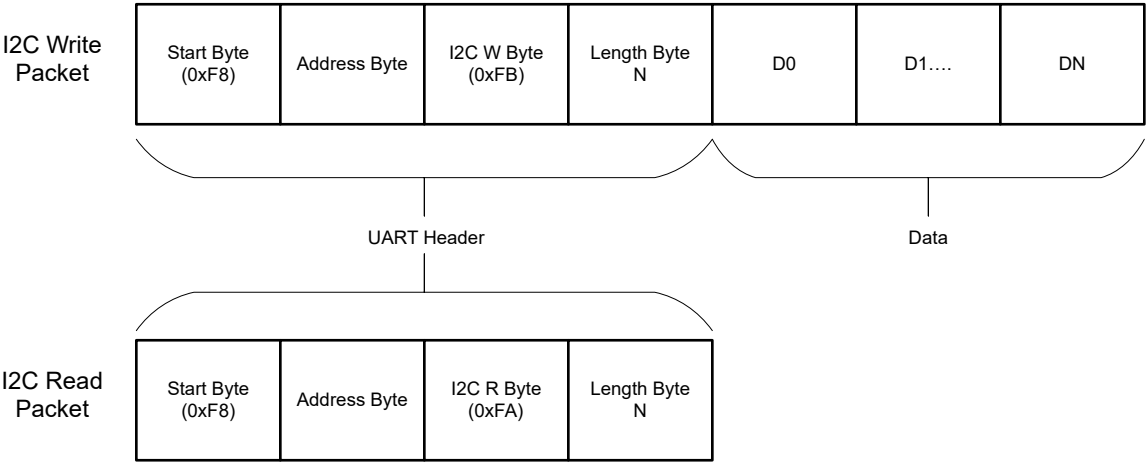 I2C Write
Packet
Start Byte
(0xF8)
Address Byte
I2C W Byte
(0xFB)
Length Byte
N
D0
D1….
DN
UART Header
Data
I2C Read
Packet
Start Byte
(0xF8)
Address Byte
I2C R Byte
(0xFA)
Length Byte
N